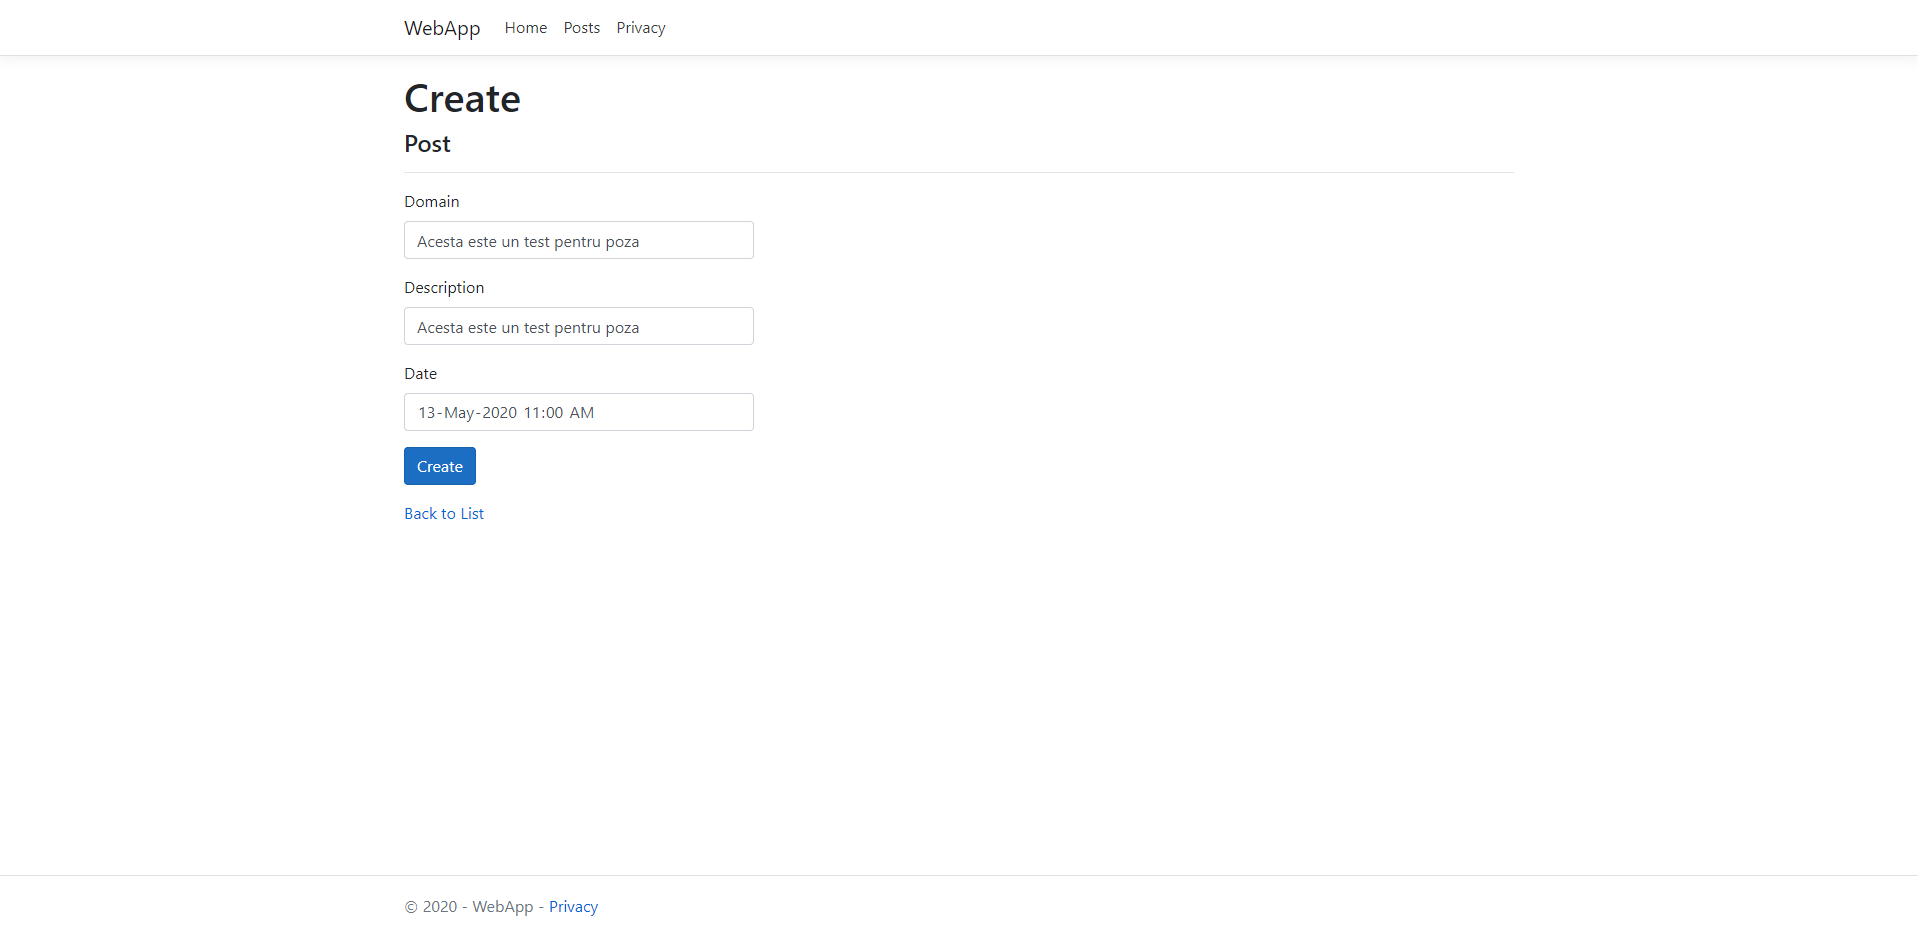 WebApp Home Posts Privacy
Create
Post
Domain
Acesta este un test pentru poza
Description
Acesta este un test pentru poza
Date
13-May-2020 11:00 AM
Create
Back to List
© 2020 - WebApp - Privacy